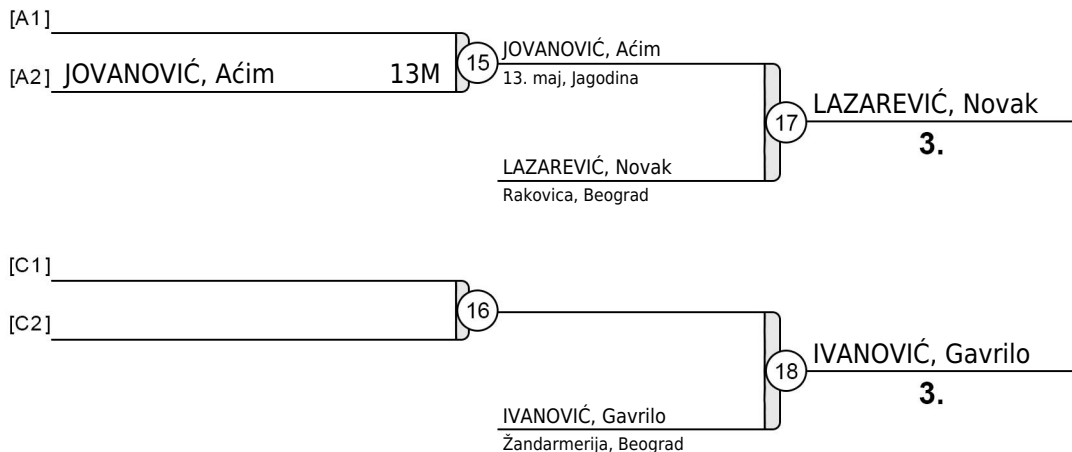 [A1]
[A2] JOVANOVIĆ, Aćim 13M
15
JOVANOVIĆ, Aćim
13. maj, Jagodina
17
LAZAREVIĆ, Novak
3.
LAZAREVIĆ, Novak
Rakovica, Beograd
[C1]
[C2]
16
18
IVANOVIĆ, Gavrilo
3.
IVANOVIĆ, Gavrilo
Žandarmerija, Beograd